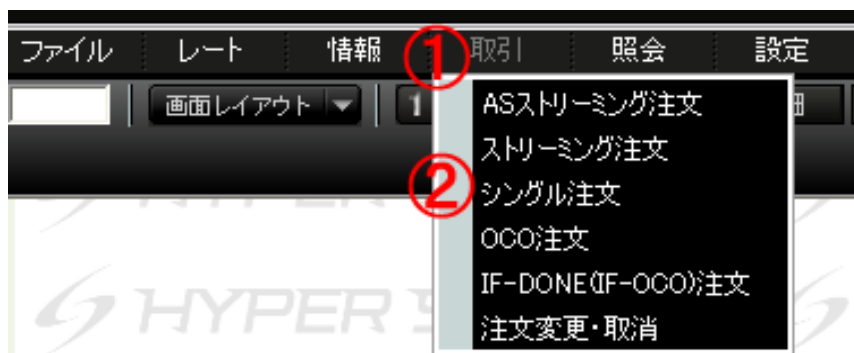 ファイル レート 情報 ① 取引 照会 設定
画面レイアウト 1 細
ASストリーミング注文
ストリーミング注文
② シングル注文
OCO注文
IF-DONE(IF-OCO)注文
注文変更・取消
HYPER S